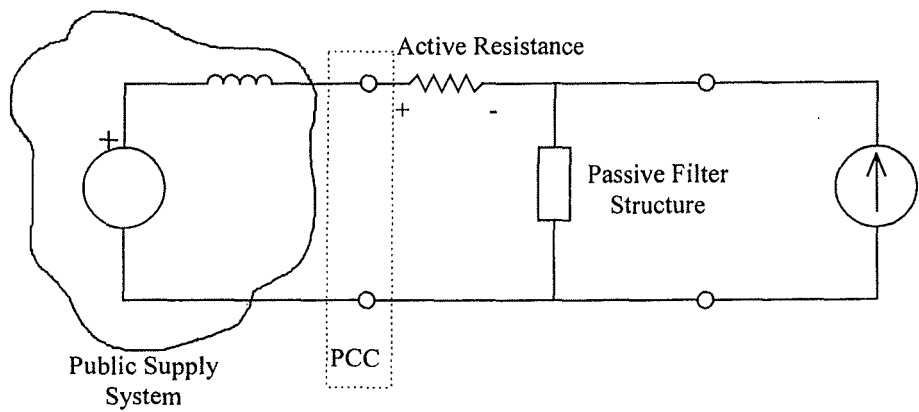 Active Resistance
+
+ -
Passive Filter
Structure
PCC
Public Supply
System